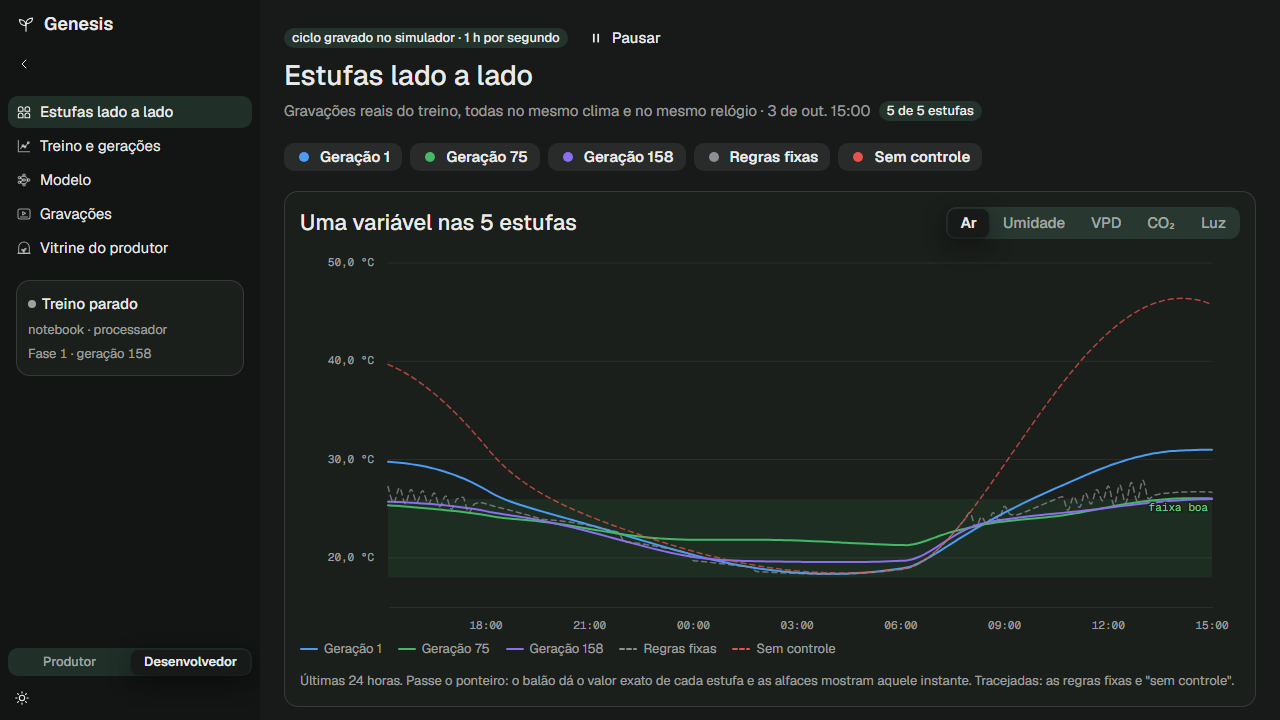 Genesis
Estufas lado a lado
Treino e gerações
Modelo
Gravações
Vitrine do produtor
Treino parado
notebook · processador
Fase 1 · geração 158
Produtor
Desenvolvedor
ciclo gravado no simulador · 1 h por segundo
Pausar
Estufas lado a lado
Gravações reais do treino, todas no mesmo clima e no mesmo relógio · 3 de out. 15:00
5 de 5 estufas
Geração 1
Geração 75
Geração 158
Regras fixas
Sem controle
Uma variável nas 5 estufas
Ar
Umidade
VPD
CO₂
Luz
50,0 °C
40,0 °C
30,0 °C
20,0 °C
faixa boa
18:00
21:00
00:00
03:00
06:00
09:00
12:00
15:00
Geração 1
Geração 75
Geração 158
Regras fixas
Sem controle
Últimas 24 horas. Passe o ponteiro: o balão dá o valor exato de cada estufa e as alfaces mostram aquele instante. Tracejadas: as regras fixas e "sem controle".